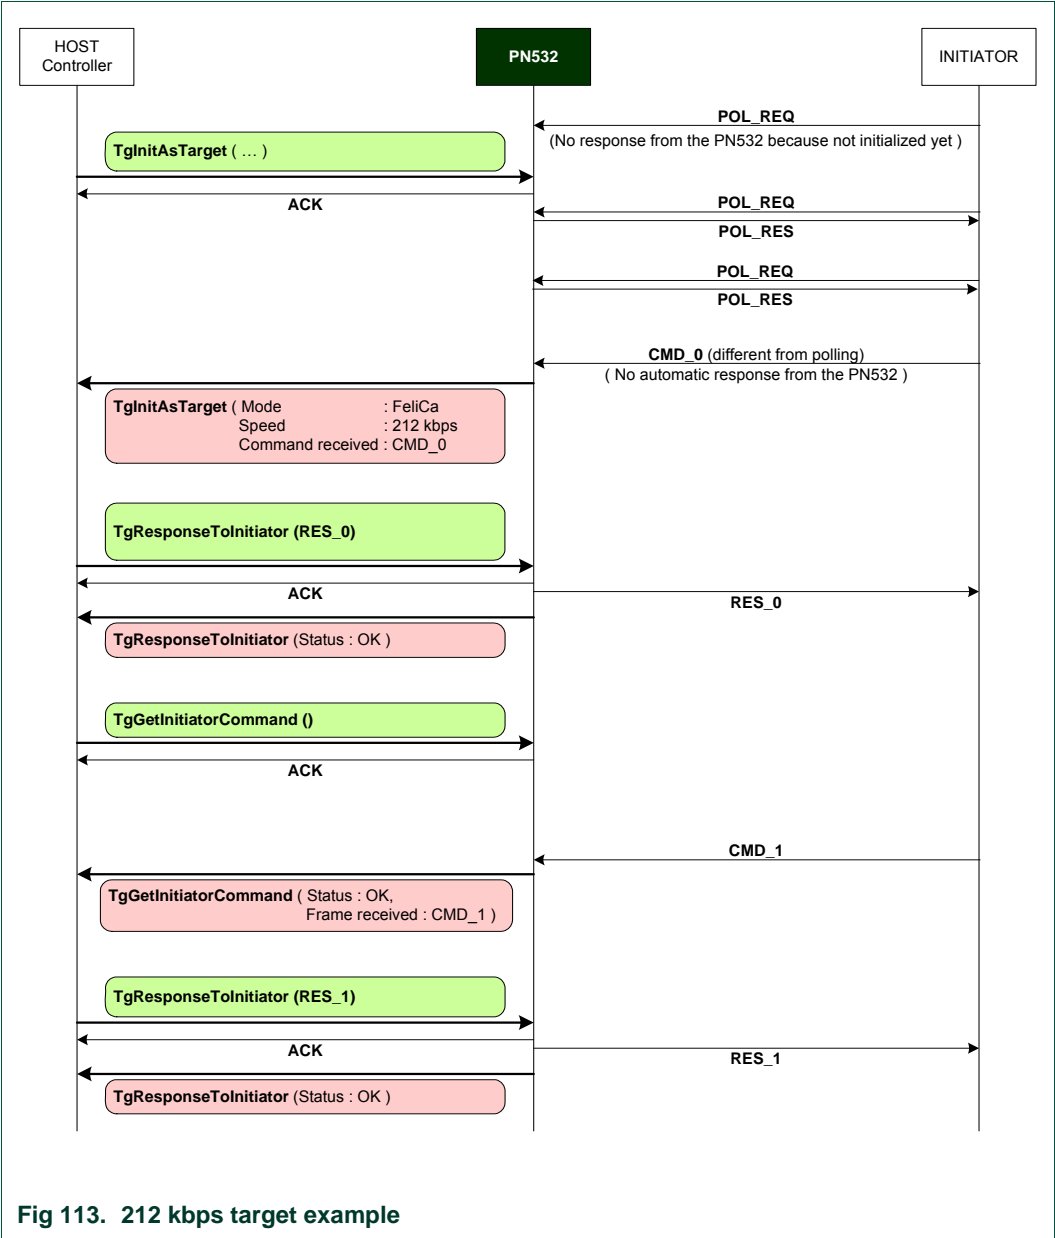 HOST
Controller
PN532
INITIATOR
POL_REQ
(No response from the PN532 because not initialized yet )
TgInitAsTarget ( … )
ACK
POL_REQ
POL_RES
POL_REQ
POL_RES
CMD_0 (different from polling)
( No automatic response from the PN532 )
TgInitAsTarget ( Mode : FeliCa
Speed : 212 kbps
Command received : CMD_0
TgResponseToInitiator (RES_0)
ACK
RES_0
TgResponseToInitiator (Status : OK )
TgGetInitiatorCommand ()
ACK
CMD_1
TgGetInitiatorCommand ( Status : OK,
Frame received : CMD_1 )
TgResponseToInitiator (RES_1)
ACK
RES_1
TgResponseToInitiator (Status : OK )
Fig 113. 212 kbps target example